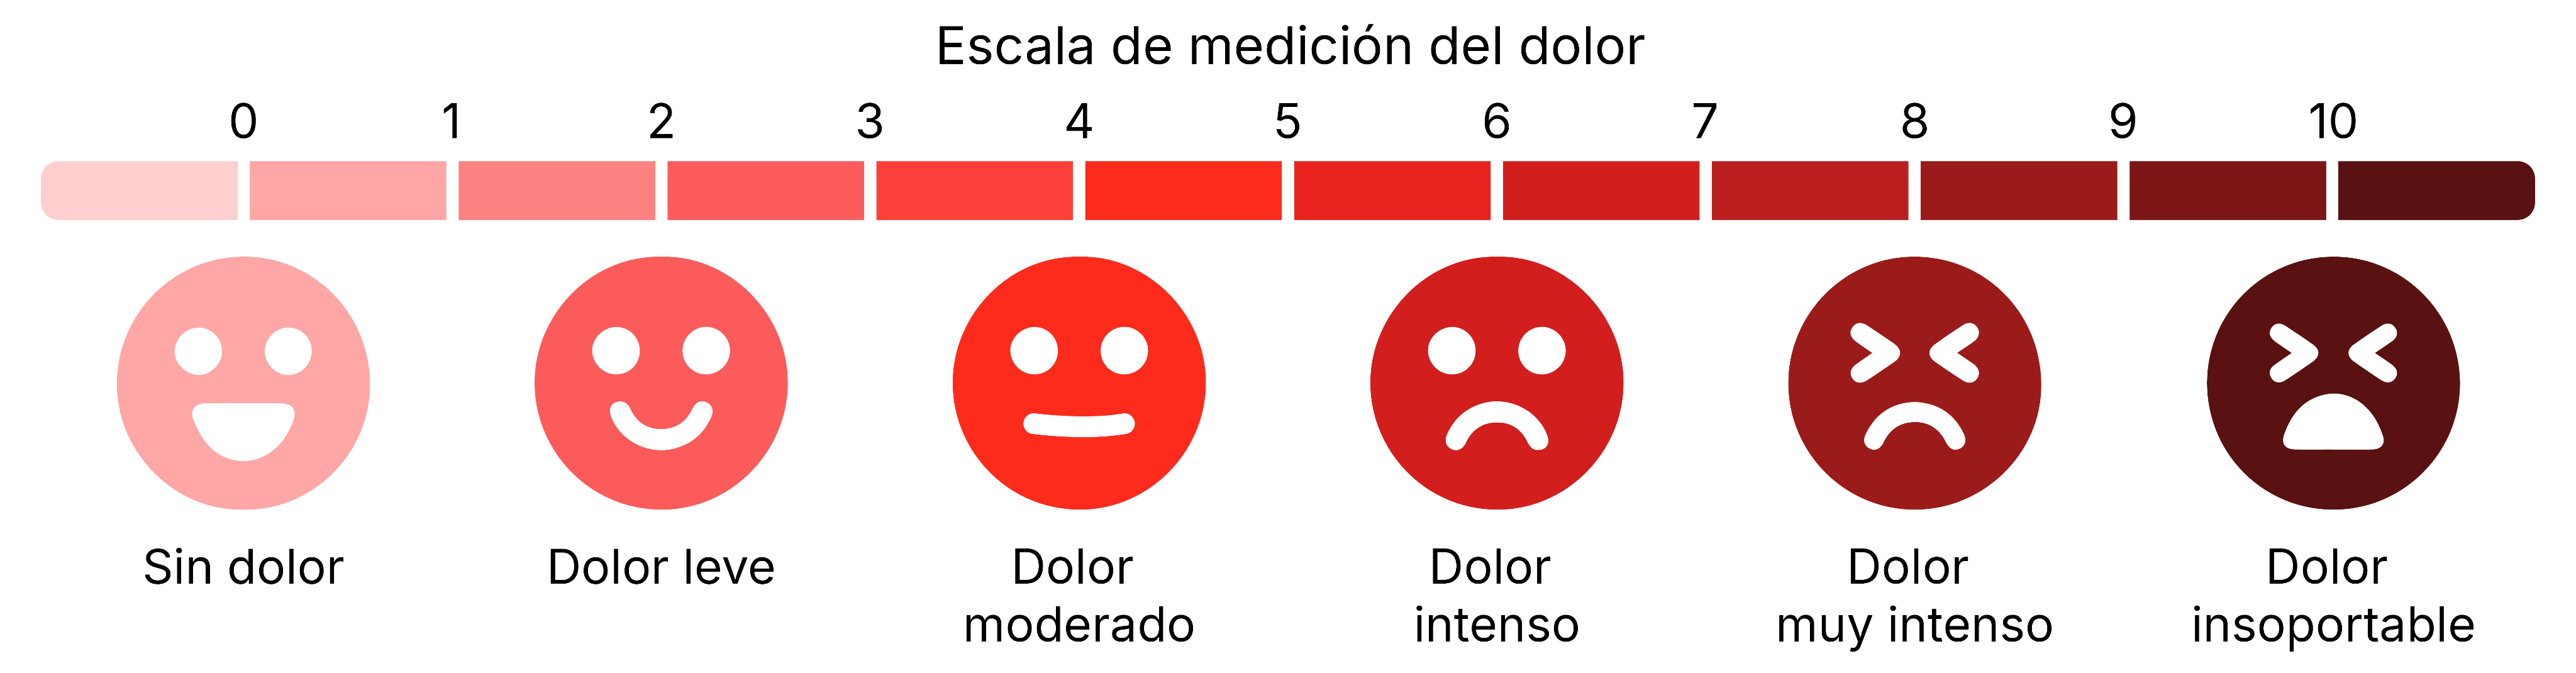 Escala de medición del dolor
0 1 2 3 4 5 6 7 8 9 10
Sin dolor
Dolor leve
Dolor
moderado
Dolor
intenso
Dolor
muy intenso
Dolor
insoportable